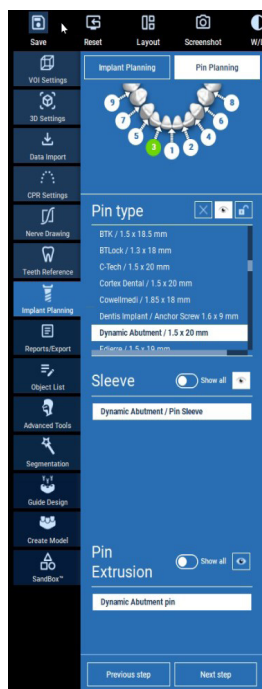 Save
Reset
Layout
Screenshot
W/
VOI Settings
3D Settings
Data Import
CPR Settings
Nerve Drawing
Teeth Reference
Implant Planning
Reports/Export
Object List
Advanced Tools
Segmentation
Guide Design
Create Model
SandBox™
Implant Planning
Pin Planning
9
8
7
6
5
4
3
1
2
Pin type
BTK / 1.5 x 18.5 mm
BTLock / 1.3 x 18 mm
C-Tech / 1.5 x 20 mm
Cortex Dental / 1.5 x 20 mm
Cowellmedi / 1.85 x 18 mm
Dentis Implant / Anchor Screw 1.6 x 9 mm
Dynamic Abutment / 1.5 x 20 mm
Edierre / 1.5 x 19 mm
Sleeve
Show all
Dynamic Abutment / Pin Sleeve
Pin
Extrusion
Show all
Dynamic Abutment pin
Previous step
Next step